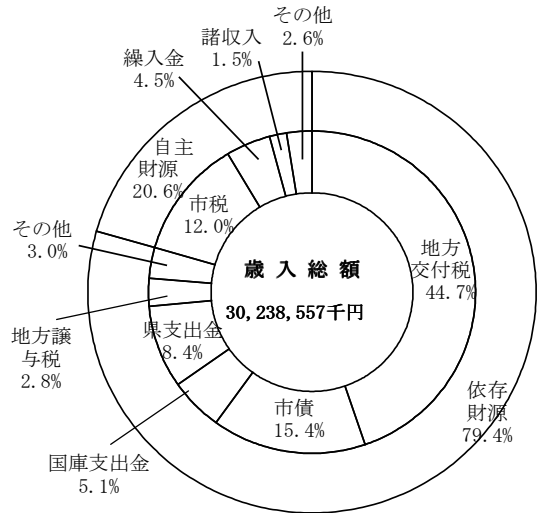 その他
2.6%
諸収入
1.5%
繰入金
4.5%
自主
財源
20.6%
市税
12.0%
その他
3.0%
地方譲
与税
2.8%
県支出金
8.4%
国庫支出金
5.1%
市債
15.4%
地方
交付税
44.7%
依存
財源
79.4%
歳入総額
30,238,557千円